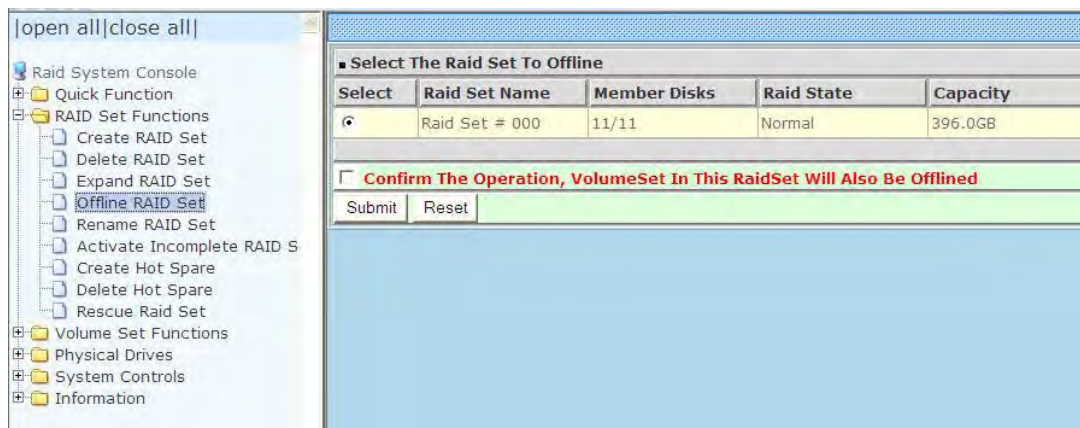 |open all|close all|
Raid System Console
Quick Function
RAID Set Functions
Create RAID Set
Delete RAID Set
Expand RAID Set
Offline RAID Set
Rename RAID Set
Activate Incomplete RAID S
Create Hot Spare
Delete Hot Spare
Rescue Raid Set
Volume Set Functions
Physical Drives
System Controls
Information
Select The Raid Set To Offline
Select Raid Set Name Member Disks Raid State Capacity
Raid Set # 000 11/11 Normal 396.0GB
Confirm The Operation, VolumeSet In This RaidSet Will Also Be Offlined
Submit Reset